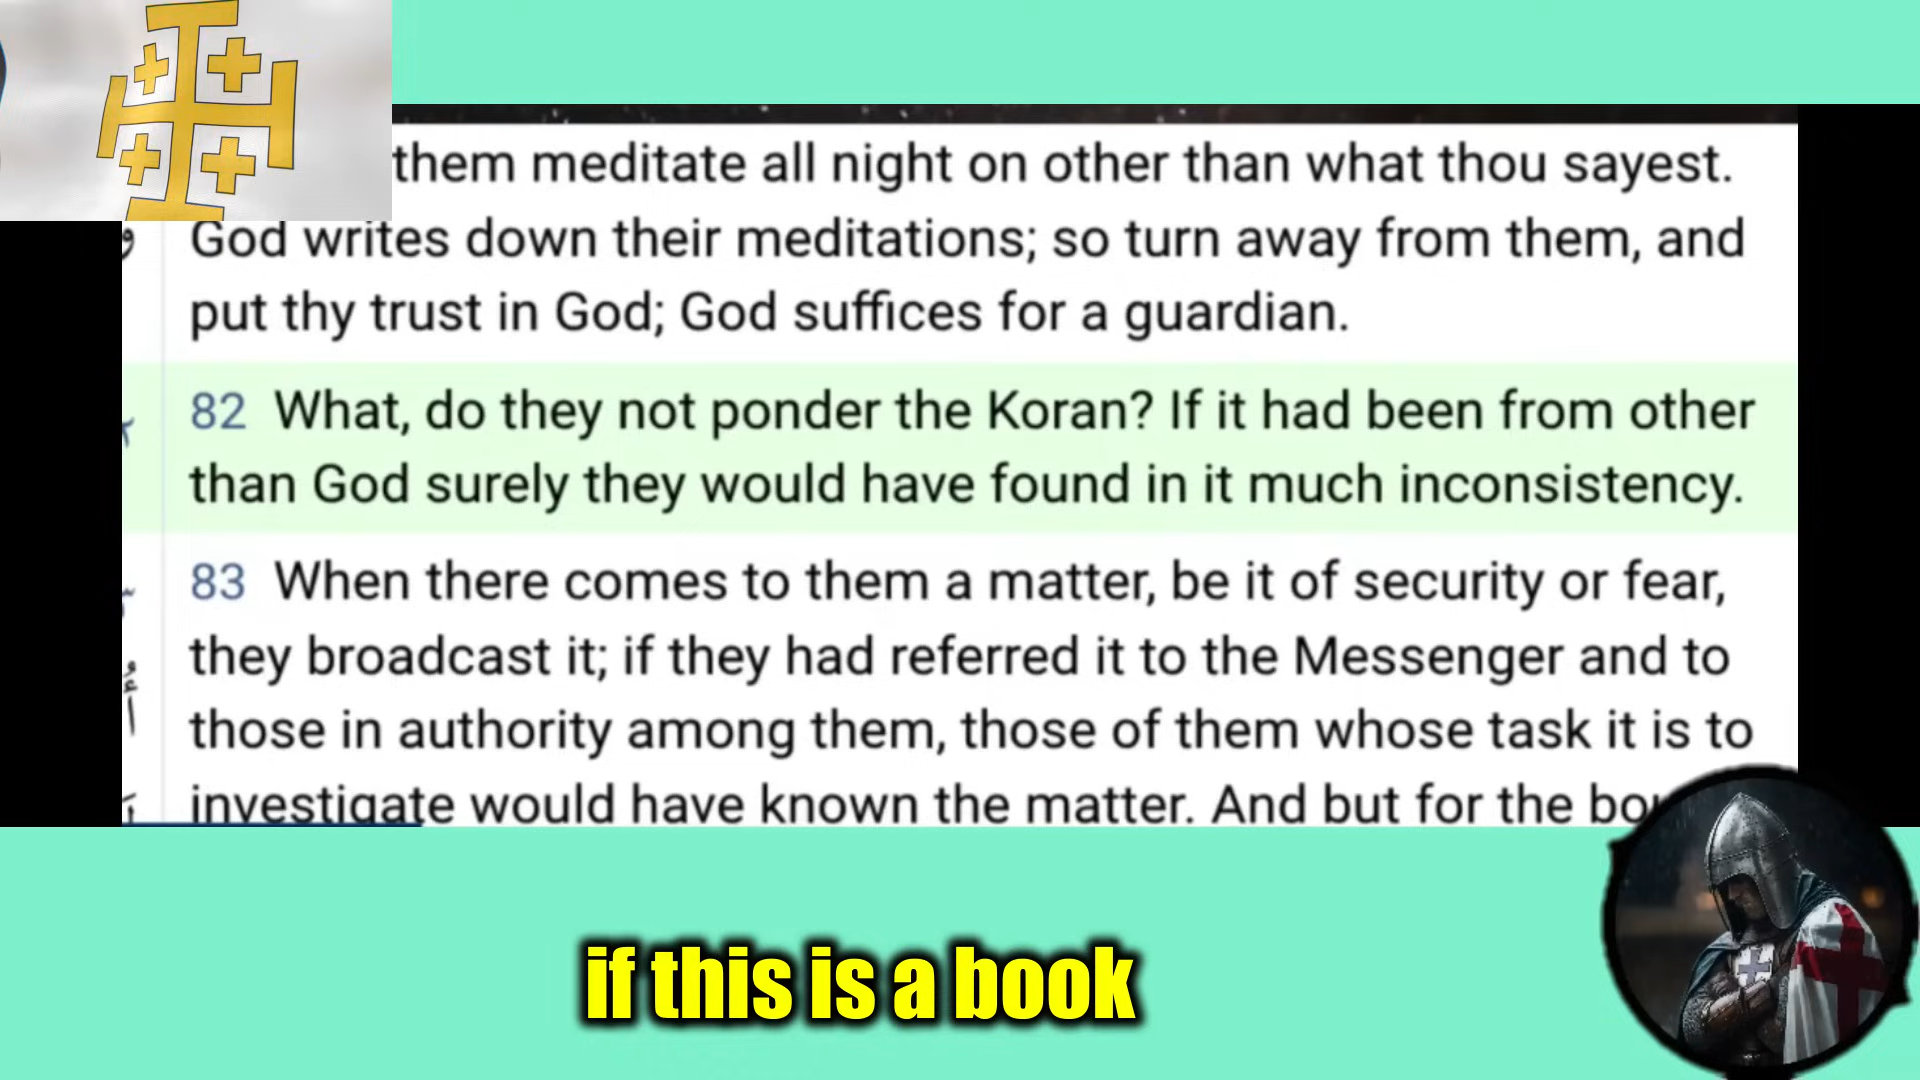 them meditate all night on other than what thou sayest.
God writes down their meditations; so turn away from them, and
put thy trust in God; God suffices for a guardian.
82 What, do they not ponder the Koran? If it had been from other
than God surely they would have found in it much inconsistency.
83 When there comes to them a matter, be it of security or fear,
they broadcast it; if they had referred it to the Messenger and to
those in authority among them, those of them whose task it is to
investigate would have known the matter. And but for the
if this is a book